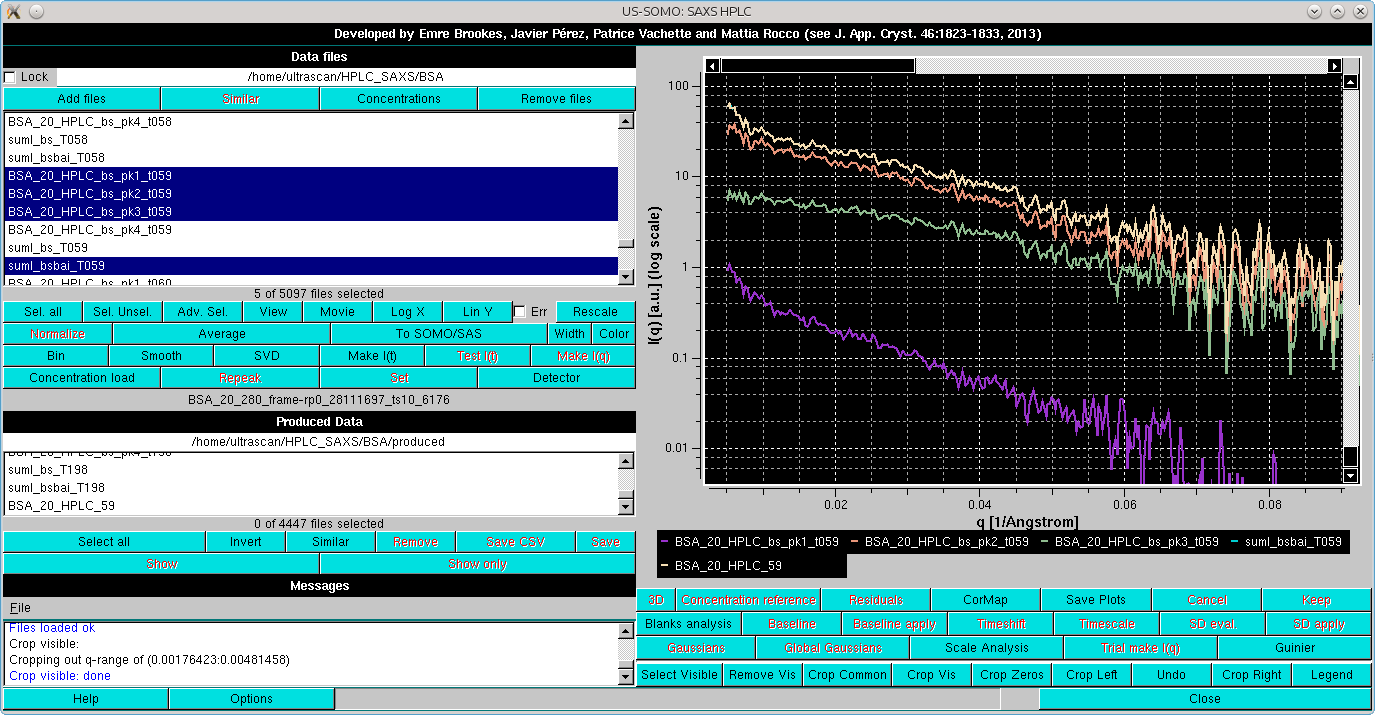 US-SOMO: SAXS HPLC
Developed by Emre Brookes, Javier Pérez, Patrice Vachette and Mattia Rocco (see J. App. Cryst. 46:1823-1833, 2013)
Data files
Lock /home/ultrascan/HPLC_SAXS/BSA
Add files Similar Concentrations Remove files
BSA_20_HPLC_bs_pk4_t058
suml_bs_T058
suml_bsbai_T058
BSA_20_HPLC_bs_pk1_t059
BSA_20_HPLC_bs_pk2_t059
BSA_20_HPLC_bs_pk3_t059
BSA_20_HPLC_bs_pk4_t059
suml_bs_T059
suml_bsbai_T059
BSA_20_HPLC_bs_pk1_t060
5 of 5097 files selected
Sel. all Sel. Unsel. Adv. Sel. View Movie Log X Lin Y Err Rescale
Normalize Average To SOMO/SAS Width Color
Bin Smooth SVD Make I(t) Test I(t) Make I(q)
Concentration load Repeak Set Detector
BSA_20_280_frame-rp0_28111697_ts10_6176
Produced Data
/home/ultrascan/HPLC_SAXS/BSA/produced
BSA_20_HPLC_bs_pk4_t198
suml_bs_T198
suml_bsbai_T198
BSA_20_HPLC_59
0 of 4447 files selected
Select all Invert Similar Remove Save CSV Save
Show Show only
Messages
File
Files loaded ok
Crop visible:
Cropping out q-range of (0.00176423:0.00481458)
Crop visible: done
Help Options
I(q) [a.u.] (log scale)
100
10
1
0.1
0.01
0.02 0.04 0.06 0.08
q [1/Angstrom]
BSA_20_HPLC_bs_pk1_t059 BSA_20_HPLC_bs_pk2_t059 BSA_20_HPLC_bs_pk3_t059 suml_bsbai_T059
BSA_20_HPLC_59
3D Concentration reference Residuals CorMap Save Plots Cancel Keep
Blanks analysis Baseline Baseline apply Timeshift Timescale SD eval. SD apply
Gaussians Global Gaussians Scale Analysis Trial make I(q) Guinier
Select Visible Remove Vis Crop Common Crop Vis Crop Zeros Crop Left Undo Crop Right Legend
Close